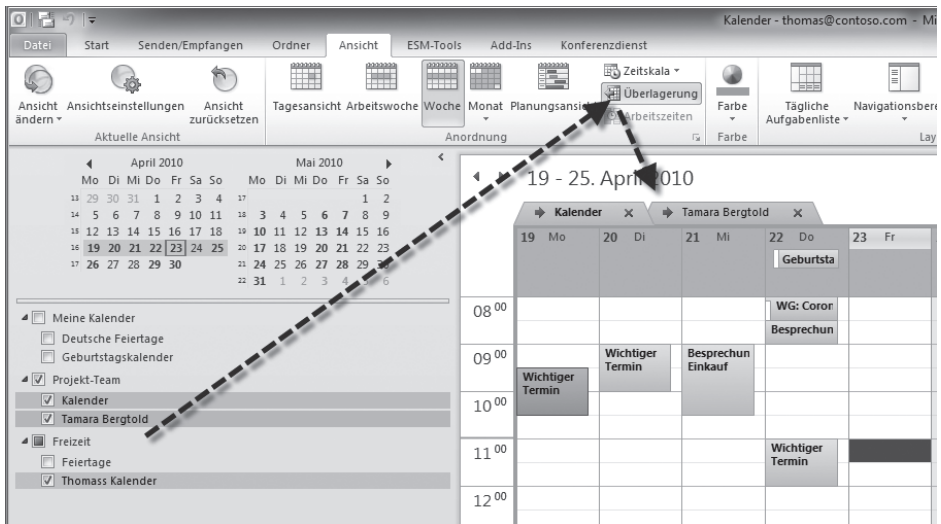 Kalender - thomas@contoso.com - Mi
Datei Start Senden/Empfangen Ordner Ansicht ESM-Tools Add-Ins Konferenzdienst
Ansicht ändern Ansichtseinstellungen Ansicht zurücksetzen
Aktuelle Ansicht
Tagesansicht Arbeitswoche Woche Monat Planungsansicht
Zeitskala
Überlagerung
Arbeitszeiten
Anordnung
Farbe
Farbe
Tägliche Aufgabenliste Navigationsbere
Lay
April 2010
Mo Di Mi Do Fr Sa So
13 29 30 31 1 2 3 4
14 5 6 7 8 9 10 11
15 12 13 14 15 16 17 18
16 19 20 21 22 23 24 25
17 26 27 28 29 30
Mai 2010
Mo Di Mi Do Fr Sa So
17 1 2
18 3 4 5 6 7 8 9
19 10 11 12 13 14 15 16
20 17 18 19 20 21 22 23
21 24 25 26 27 28 29 30
22 31 1 2 3 4 5 6
Meine Kalender
Deutsche Feiertage
Geburtstagskalender
Projekt-Team
Kalender
Tamara Bergtold
Freizeit
Feiertage
Thomass Kalender
19 - 25. April 2010
Kalender Tamara Bergtold
19 Mo 20 Di 21 Mi 22 Do 23 Fr
Geburtsta
08 00
WG: Coron
Besprechun
09 00
Wichtiger Termin
Wichtiger Termin
Besprechun Einkauf
10 00
11 00
Wichtiger Termin
12 00